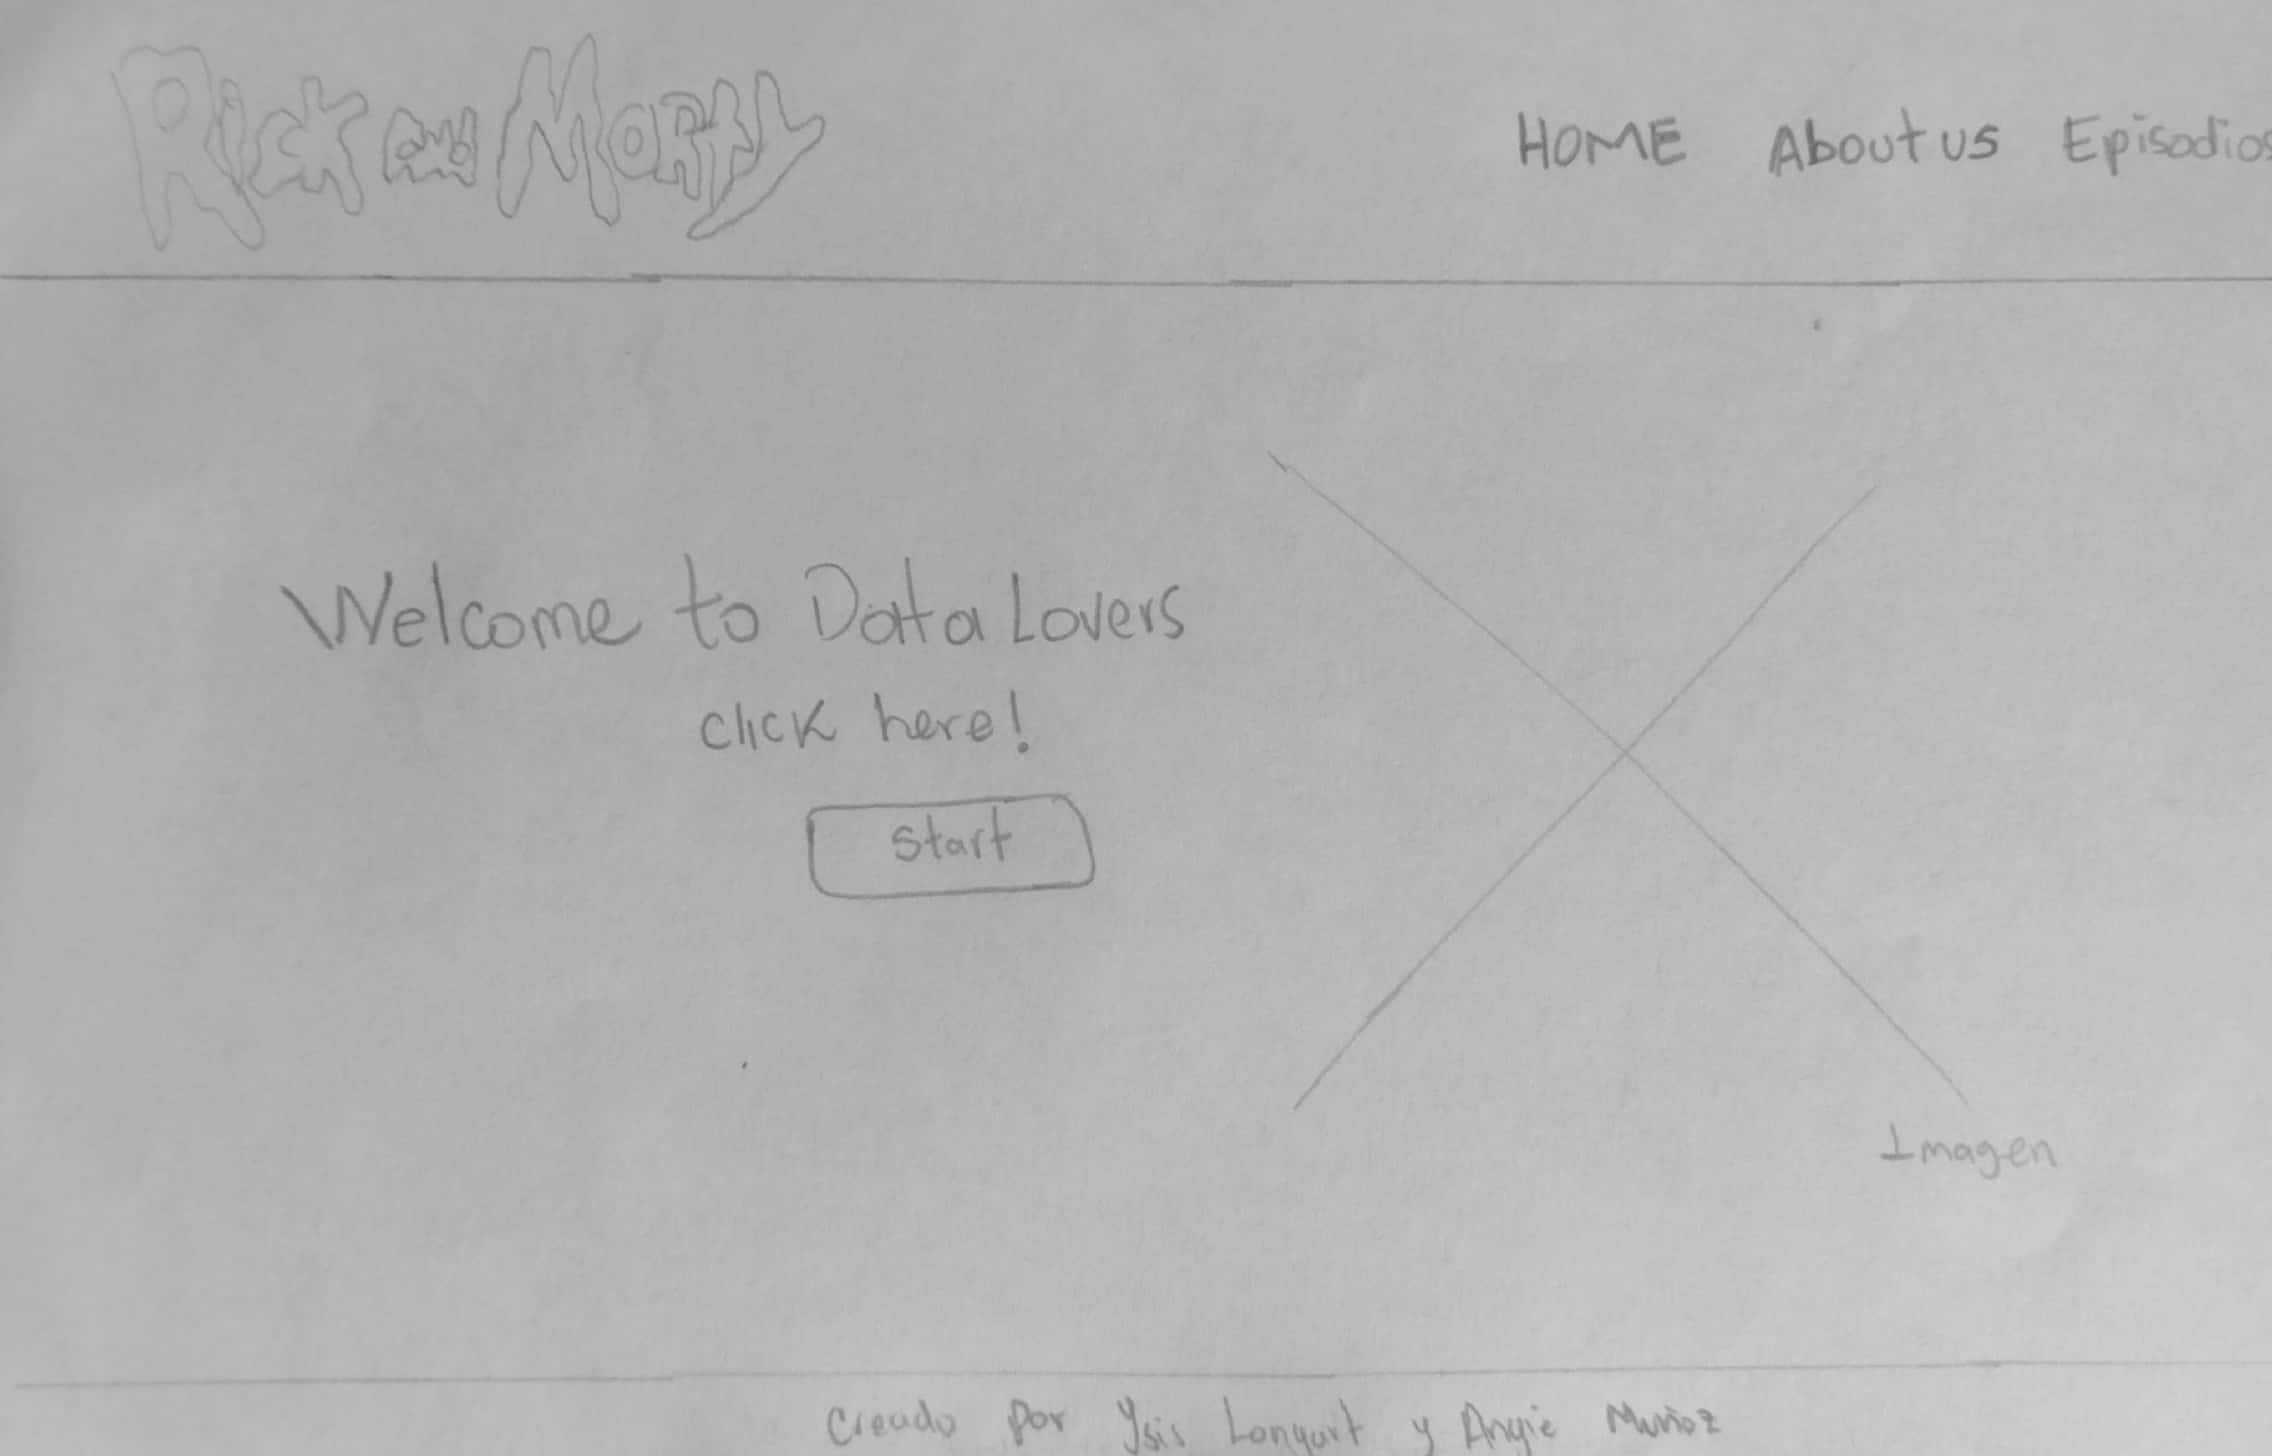 Rick and Morty
HOME About us Episodios
Welcome to Data Lovers
click here!
Start
Imagen
Creado por Ysis Longart y Angie Muñoz